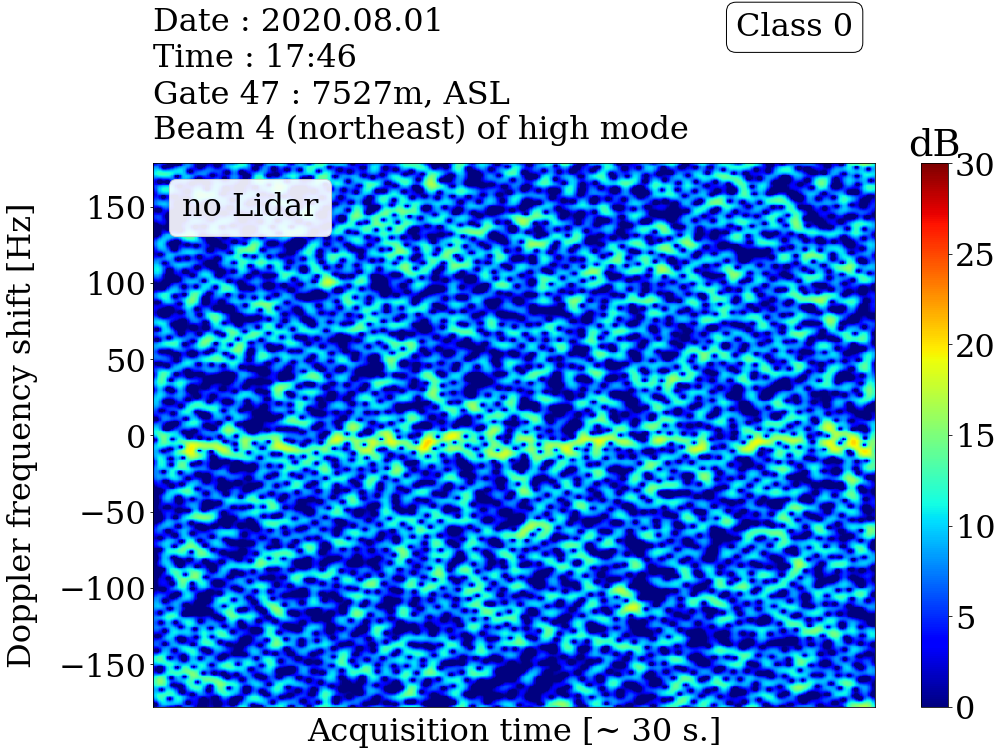 Date : 2020.08.01
Time : 17:46
Gate 47 : 7527m, ASL
Beam 4 (northeast) of high mode
Class 0
dB
no Lidar
Doppler frequency shift [Hz]
150
100
50
0
−50
−100
−150
30
25
20
15
10
5
0
Acquisition time [~ 30 s.]